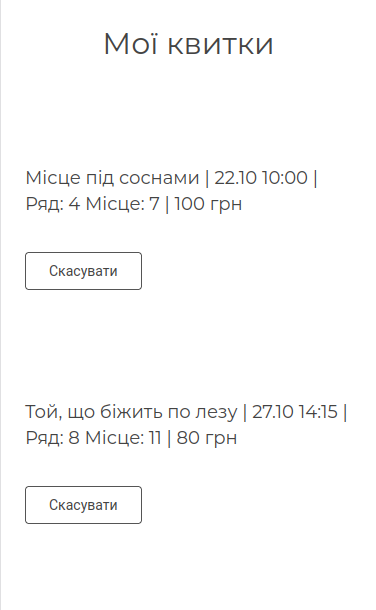 Мої квитки
Місце під соснами | 22.10 10:00 |
Ряд: 4 Місце: 7 | 100 грн
Скасувати
Той, що біжить по лезу | 27.10 14:15 |
Ряд: 8 Місце: 11 | 80 грн
Скасувати